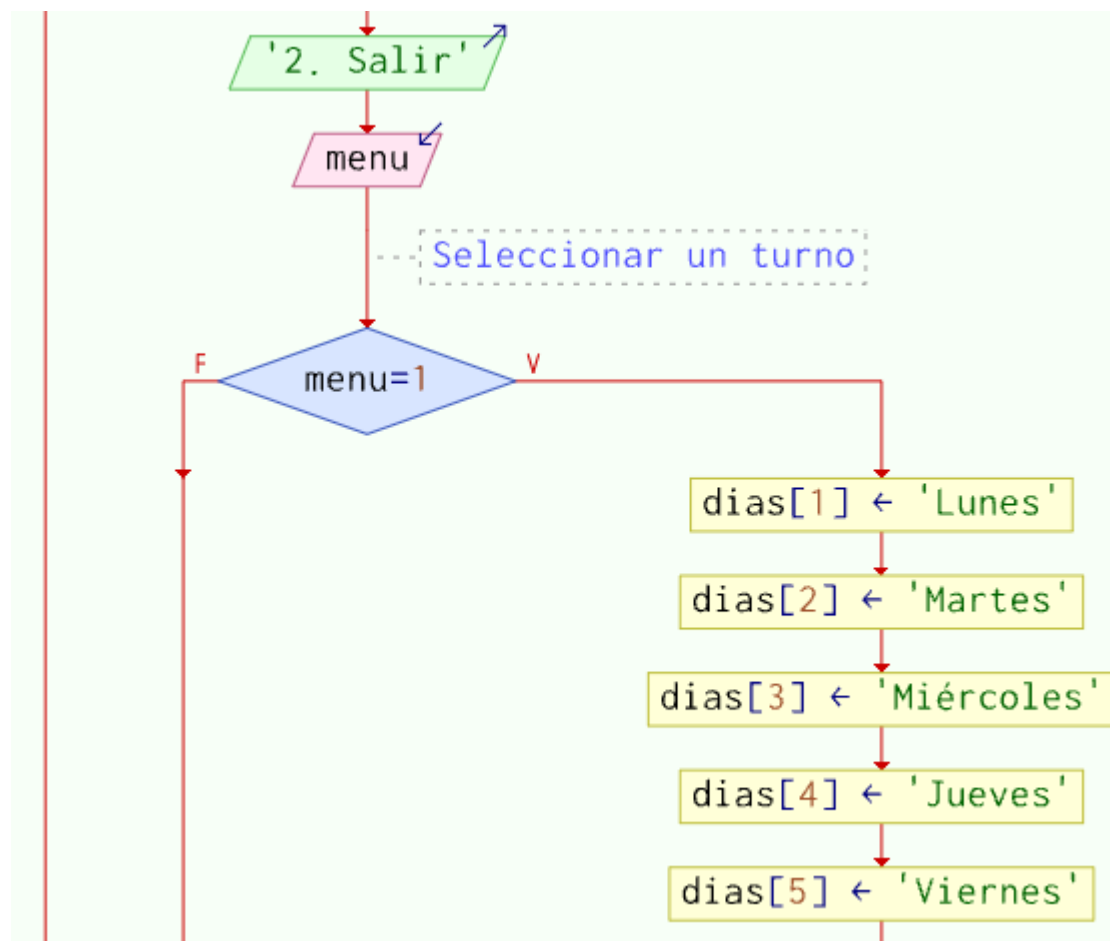 '2. Salir'
menu
Seleccionar un turno
F
V
menu=1
dias[1] ← 'Lunes'
dias[2] ← 'Martes'
dias[3] ← 'Miércoles'
dias[4] ← 'Jueves'
dias[5] ← 'Viernes'